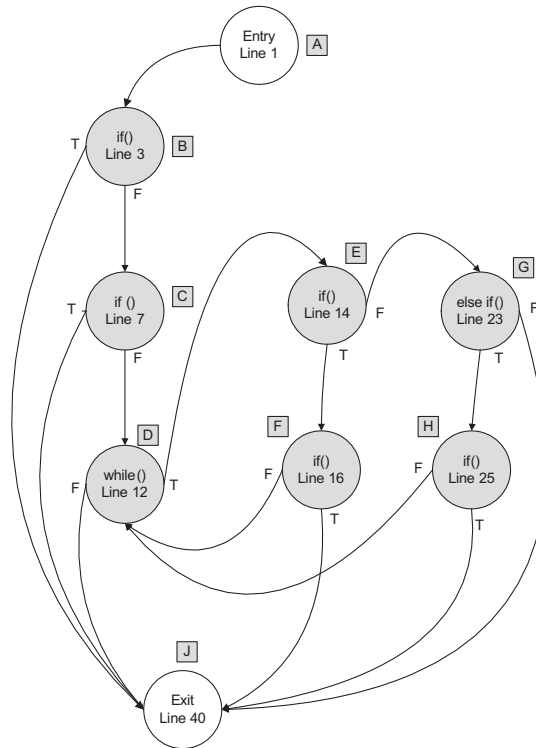 Entry
Line 1
A
if()
Line 3
B
T
F
if ()
Line 7
C
T
F
D
while()
Line 12
F
T
E
if()
Line 14
F
T
G
else if()
Line 23
F
T
F
if()
Line 16
F
T
H
if()
Line 25
F
T
J
Exit
Line 40